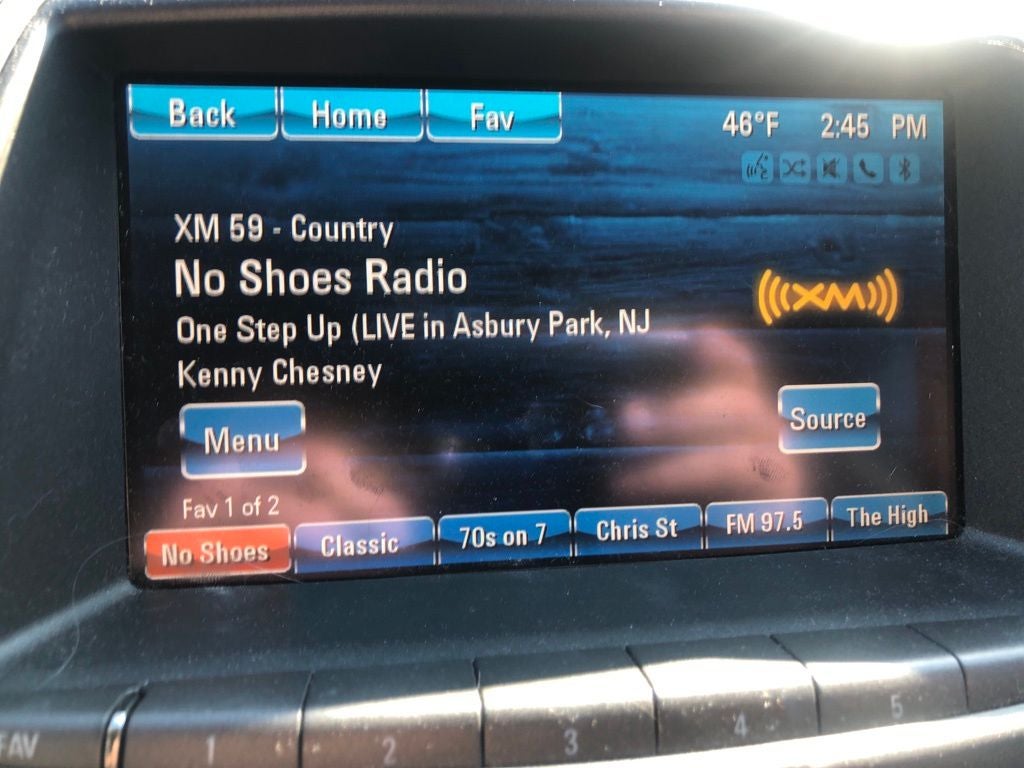 Back Home Fav 46°F 2:45 PM
XM 59 - Country
No Shoes Radio
((XM))
One Step Up (LIVE in Asbury Park, NJ
Kenny Chesney
Menu Source
Fav 1 of 2
No Shoes Classic 70s on 7 Chris St FM 97.5 The High
FAV 1 2 3 4 5